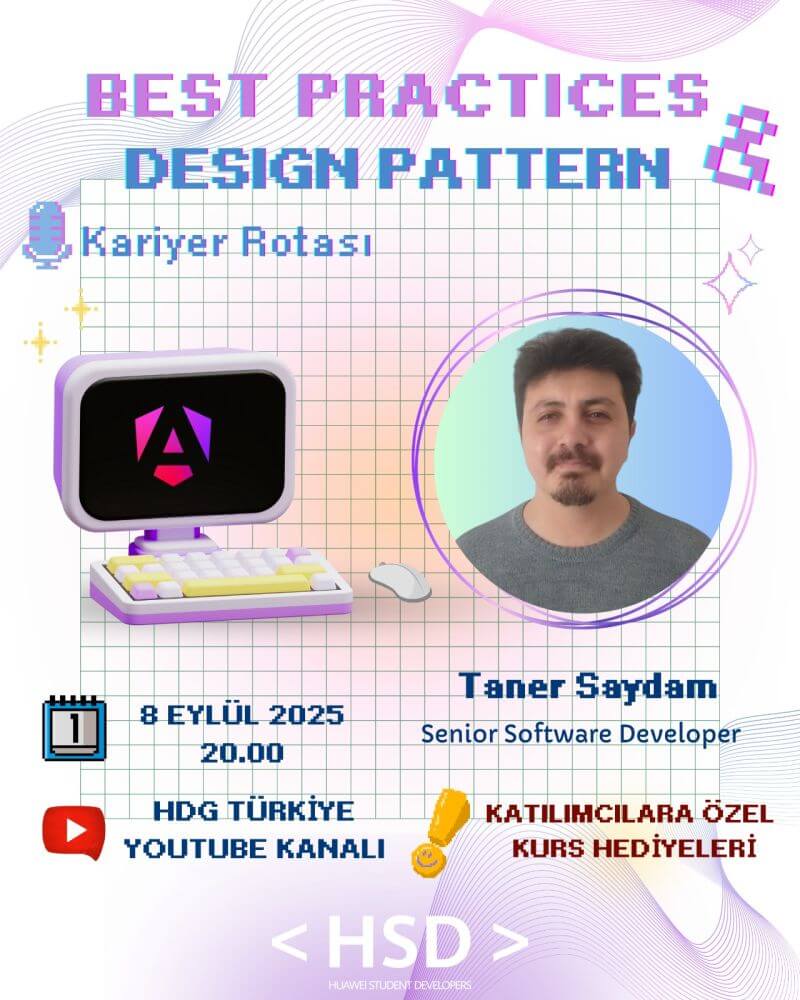 BEST PRACTICES
&
DESIGN PATTERN
Kariyer Rotası
A
Taner Saydam
Senior Software Developer
1
8 EYLÜL 2025
20.00
HDG TÜRKİYE
YOUTUBE KANALI
KATILIMCILARA ÖZEL
KURS HEDİYELERİ
< HSD >
HUAWEI STUDENT DEVELOPERS